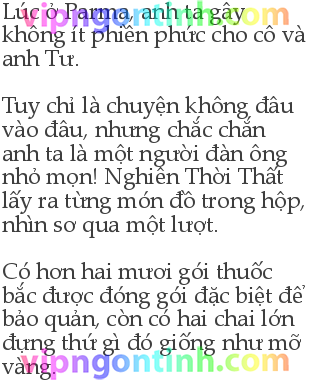 Lúc ở Parma, anh ta gây
vipngontinh.com
không ít phiền phức cho cô và
anh Tư.
Tuy chỉ là chuyện không đâu
vào đâu, nhưng chắc chắn
anh ta là một người đàn ông
nhỏ mọn! Nghiên Thời Thất
lấy ra từng món đồ trong hộp,
nhìn sơ qua một lượt.
Có hơn hai mươi gói thuốc
bắc được đóng gói đặc biệt để
bảo quản, còn có hai chai lớn
đựng thứ gì đó giống như mỡ
vàng.
vipngontinh.com